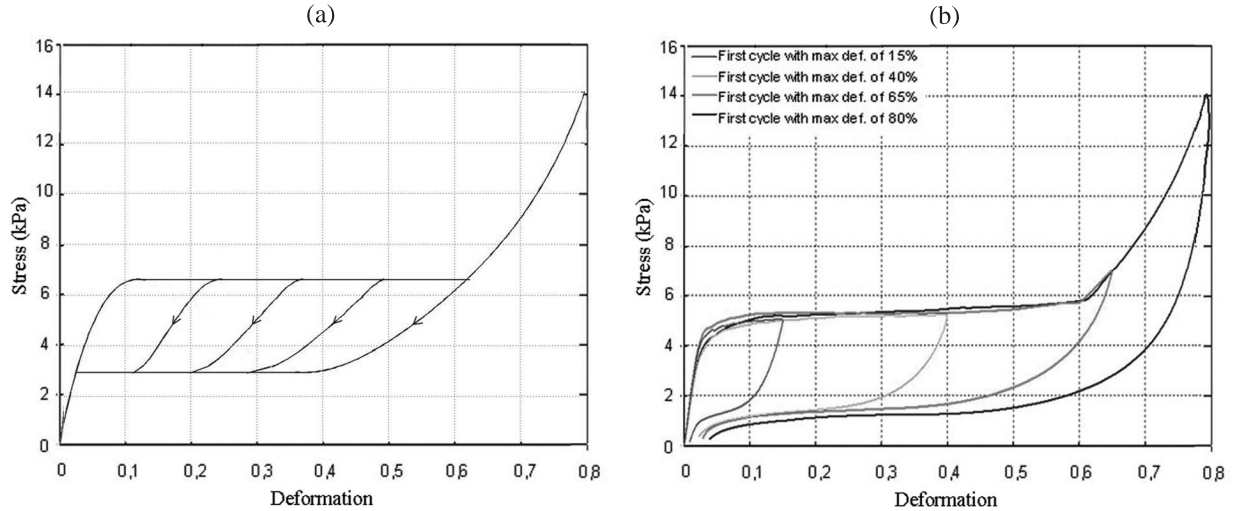 (a)
16
14
12
10
8
6
4
2
0
Stress (kPa)
0 0,1 0,2 0,3 0,4 0,5 0,6 0,7 0,8
Deformation
(b)
16
14
12
10
8
6
4
2
0
Stress (kPa)
First cycle with max def. of 15%
First cycle with max def. of 40%
First cycle with max def. of 65%
First cycle with max def. of 80%
0 0,1 0,2 0,3 0,4 0,5 0,6 0,7 0,8
Deformation